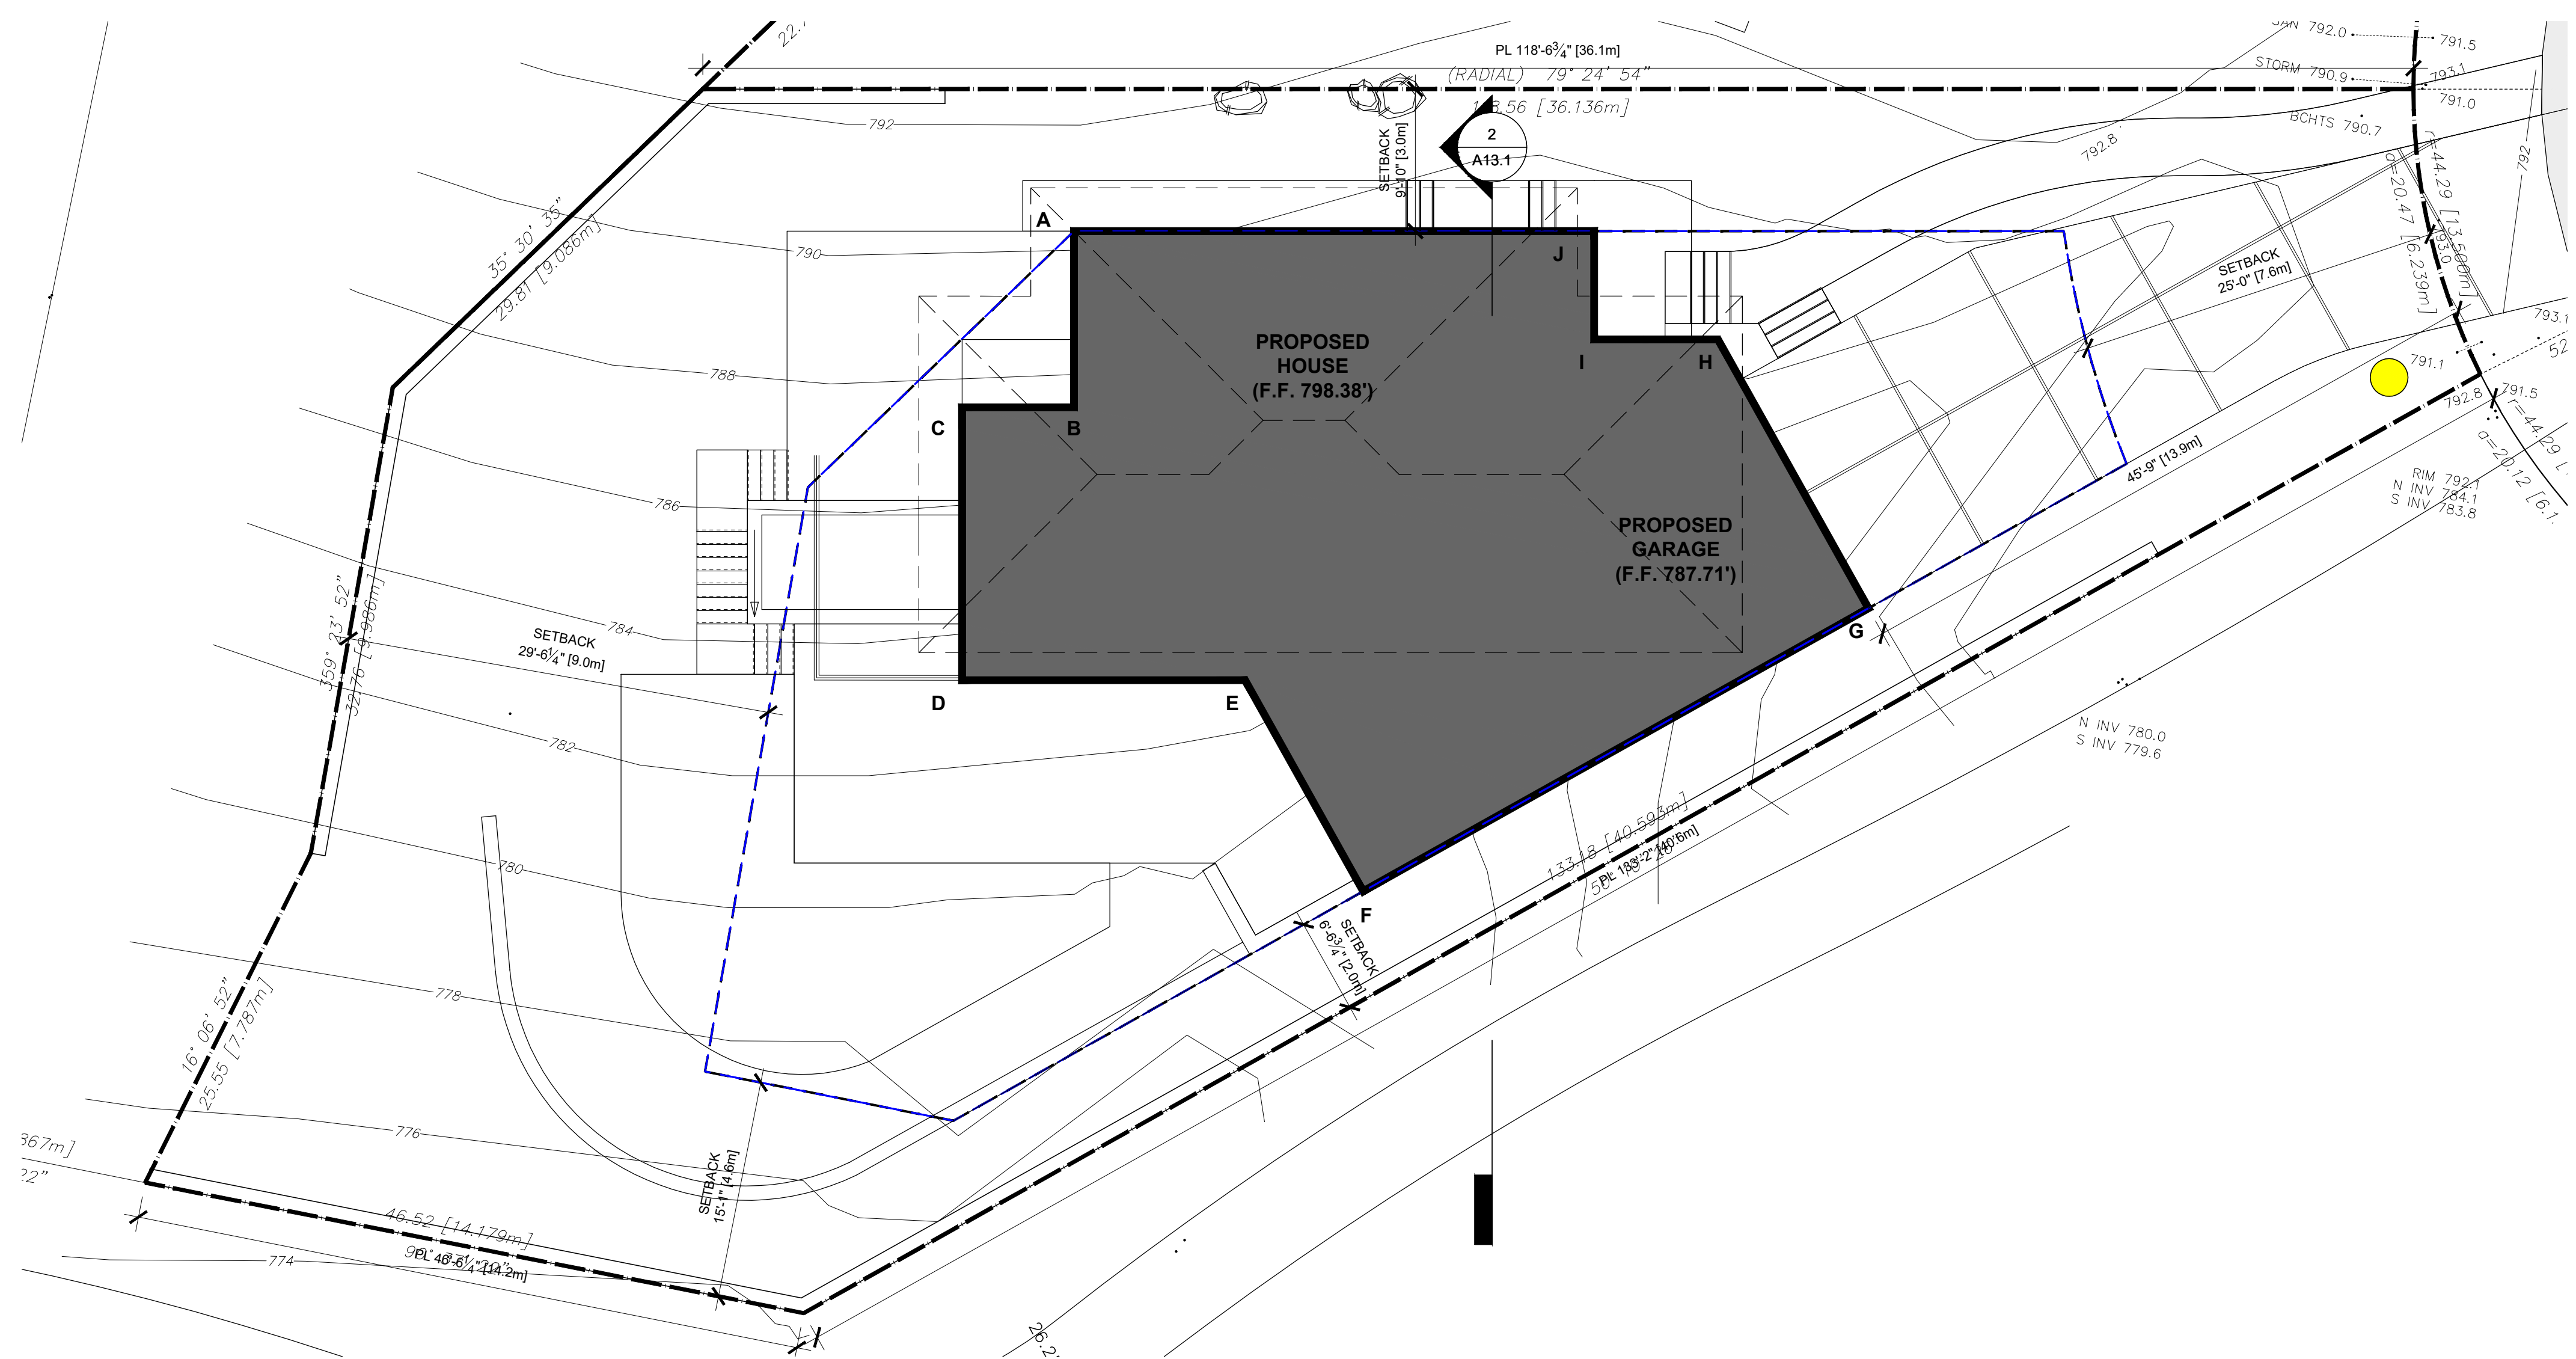 22.
PL 118'-6¾" [36.1m]
(RADIAL) 79° 24' 54"
[36.136m]
792.0
791.5
STORM 790.9
793.1
791.0
BCHTS 790.7
792
792.8
792
SETBACK
9'-10" [3.0m]
2
A13.1
r=44.29 [13.500m]
a=20.47 [6.239m]
793.0
35° 30' 35"
29.81 [9.086m]
A
J
790
SETBACK
25'-0" [7.6m]
793.1
PROPOSED
HOUSE
(F.F. 798.38')
I
H
791.1
788
791.5
792.8
C
B
r=44.29
a=20.12 [6.1
45'-9" [13.9m]
RIM 792.1
N INV 784.1
S INV 783.8
786
PROPOSED
GARAGE
(F.F. 787.71')
359° 23' 52"
32.76 [9.986m]
784
SETBACK
29'-6¼" [9.0m]
G
D
E
782
N INV 780.0
S INV 779.6
133.18 [40.593m]
780
F
SETBACK
6'-6¾" [2.0m]
778
16° 06' 52"
25.55 [7.787m]
776
867m]
22"
SETBACK
15'-1" [4.6m]
46.52 [14.179m]
PL 46'-6¼" [14.2m]
774